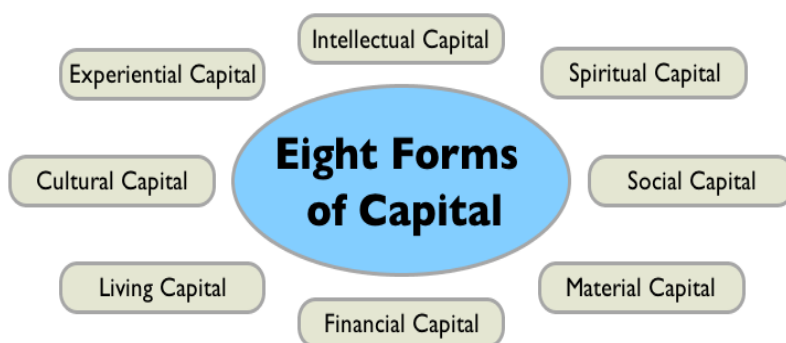 Intellectual Capital
Experiential Capital
Spiritual Capital
Eight Forms
of Capital
Cultural Capital
Social Capital
Living Capital
Material Capital
Financial Capital